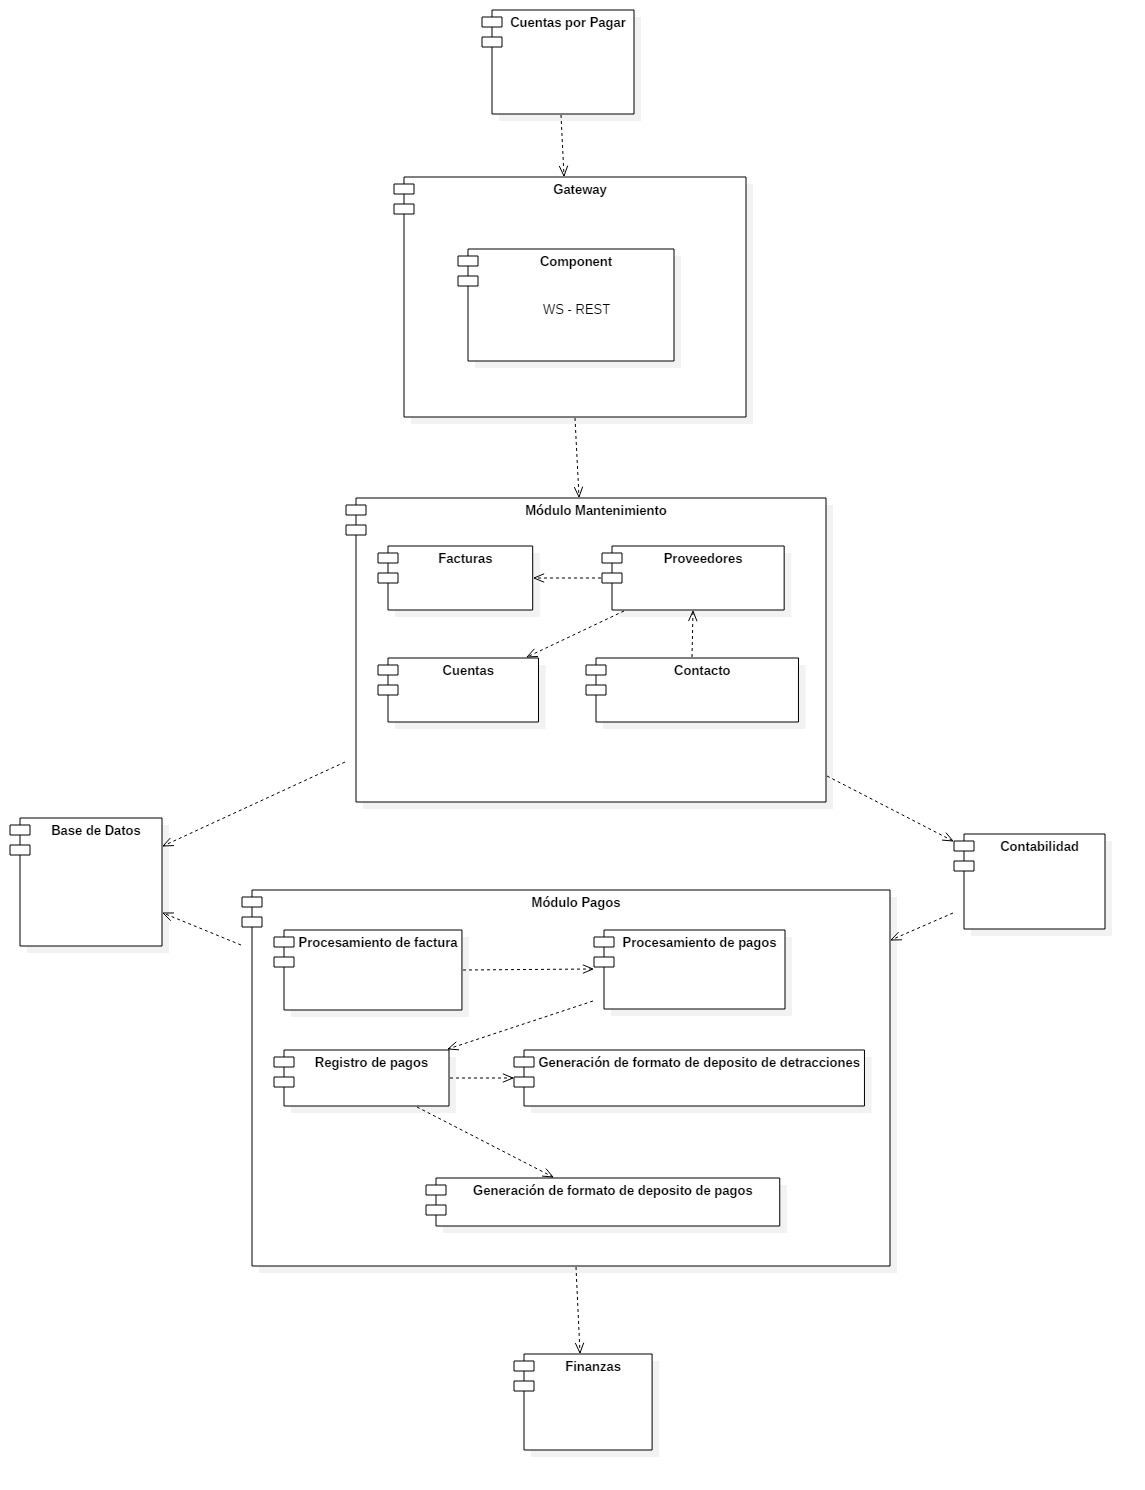 Cuentas por Pagar
Gateway
Component
WS - REST
Módulo Mantenimiento
Facturas
Proveedores
Cuentas
Contacto
Base de Datos
Contabilidad
Módulo Pagos
Procesamiento de factura
Procesamiento de pagos
Registro de pagos
Generación de formato de deposito de detracciones
Generación de formato de deposito de pagos
Finanzas